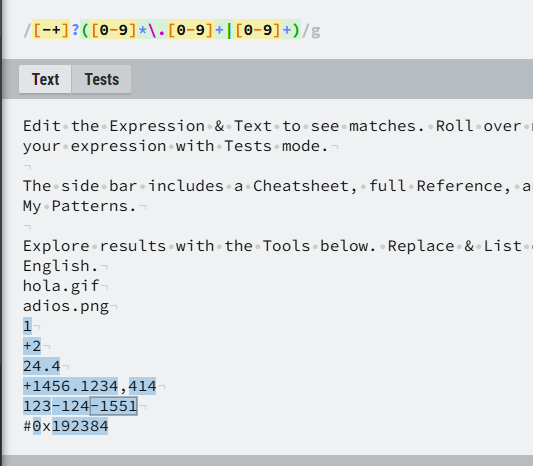 /[-+]?([0-9]*\.[0-9]+|[0-9]+)/g
Text Tests
Edit the Expression & Text to see matches. Roll over
your expression with Tests mode.
The side bar includes a Cheatsheet, full Reference,
My Patterns.
Explore results with the Tools below. Replace & List
English.
hola.gif
adios.png
1
+2
24.4
+1456.1234,414
123-124-1551
#0x192384